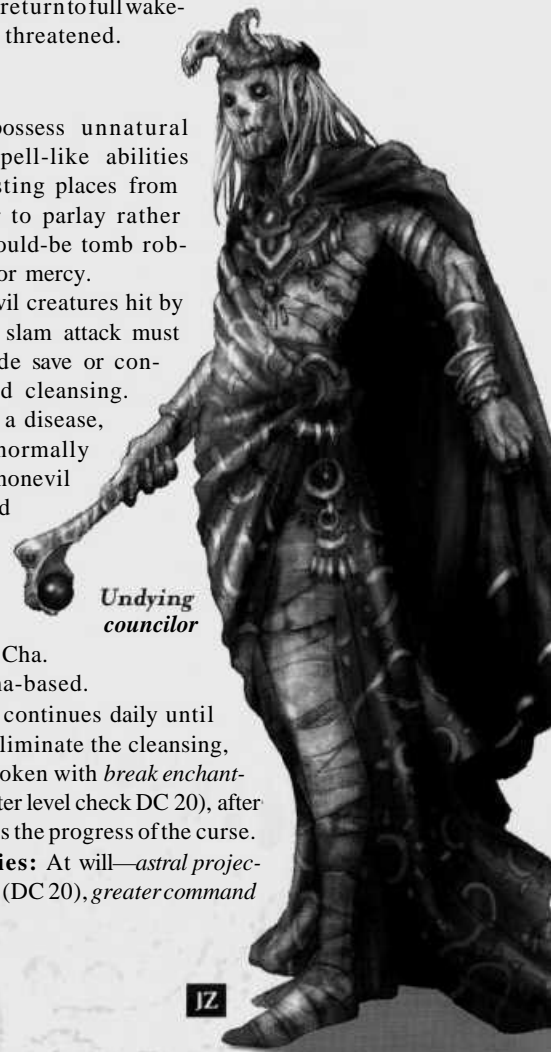 return to full wake-
threatened.
possess unnatural
pell-like abilities
sting places from
to parlay rather
ould-be tomb rob-
or mercy.
vil creatures hit by
slam attack must
de save or con-
d cleansing.
a disease,
normally
nonevil
d
Undying
councilor
Cha.
na-based.
continues daily until
liminate the cleansing,
oken with break enchant-
ter level check DC 20), after
s the progress of the curse.
ies: At will—astral projec-
(DC 20), greater command
JZ